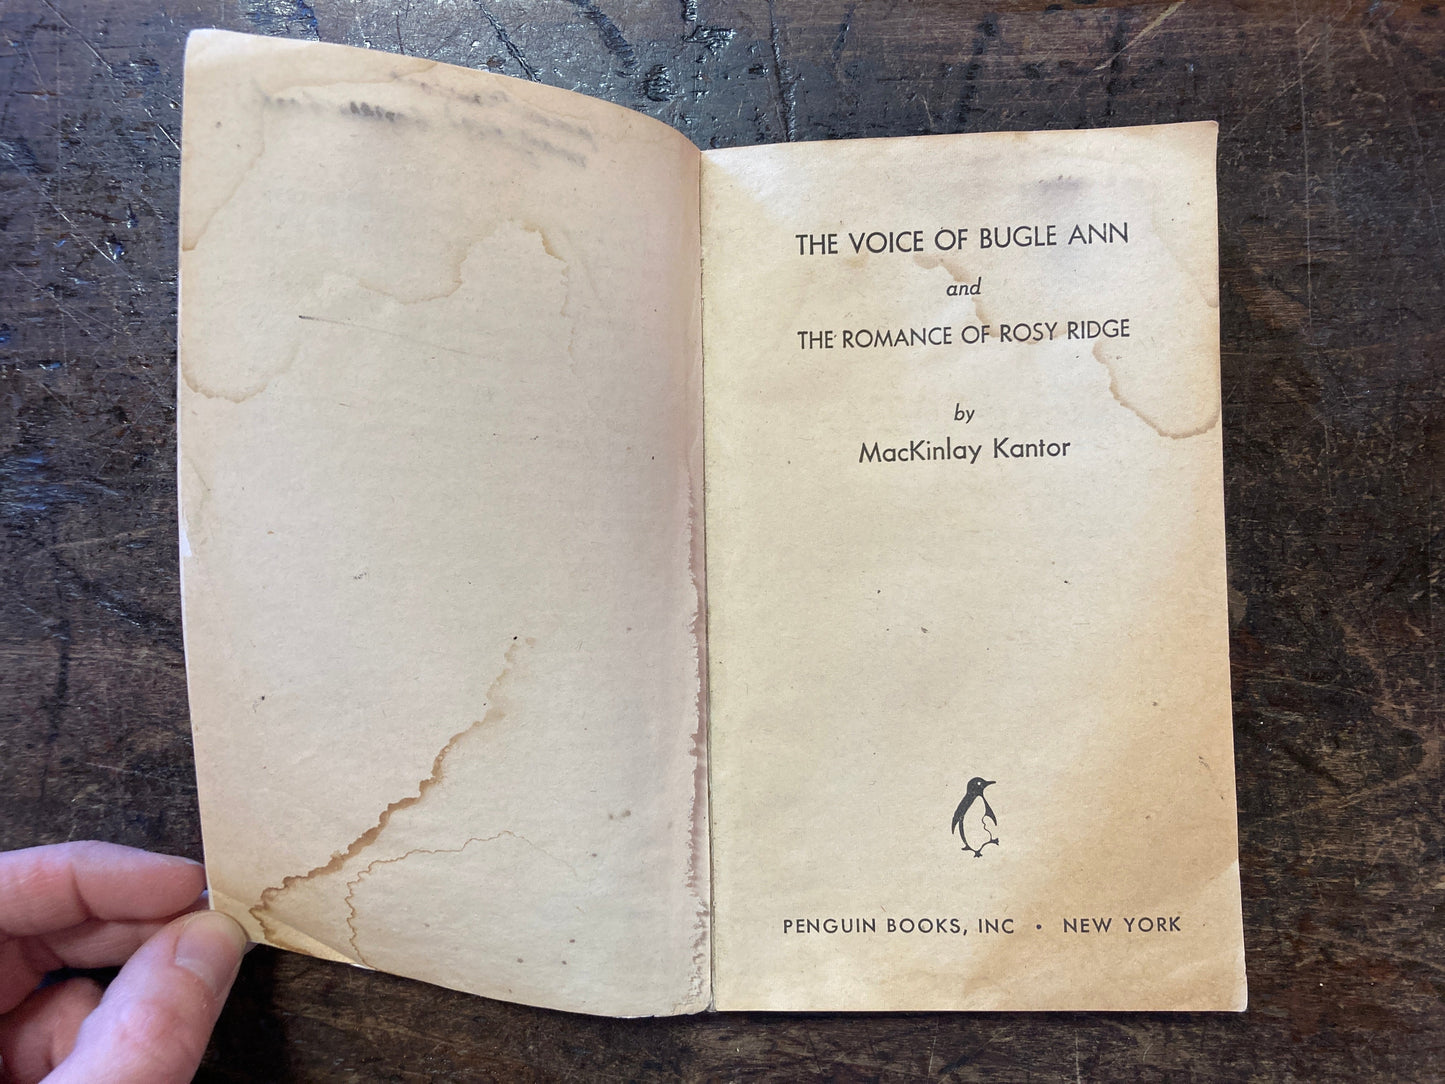 THE VOICE OF BUGLE ANN
and
THE ROMANCE OF ROSY RIDGE
by
MacKinlay Kantor
PENGUIN BOOKS, INC • NEW YORK